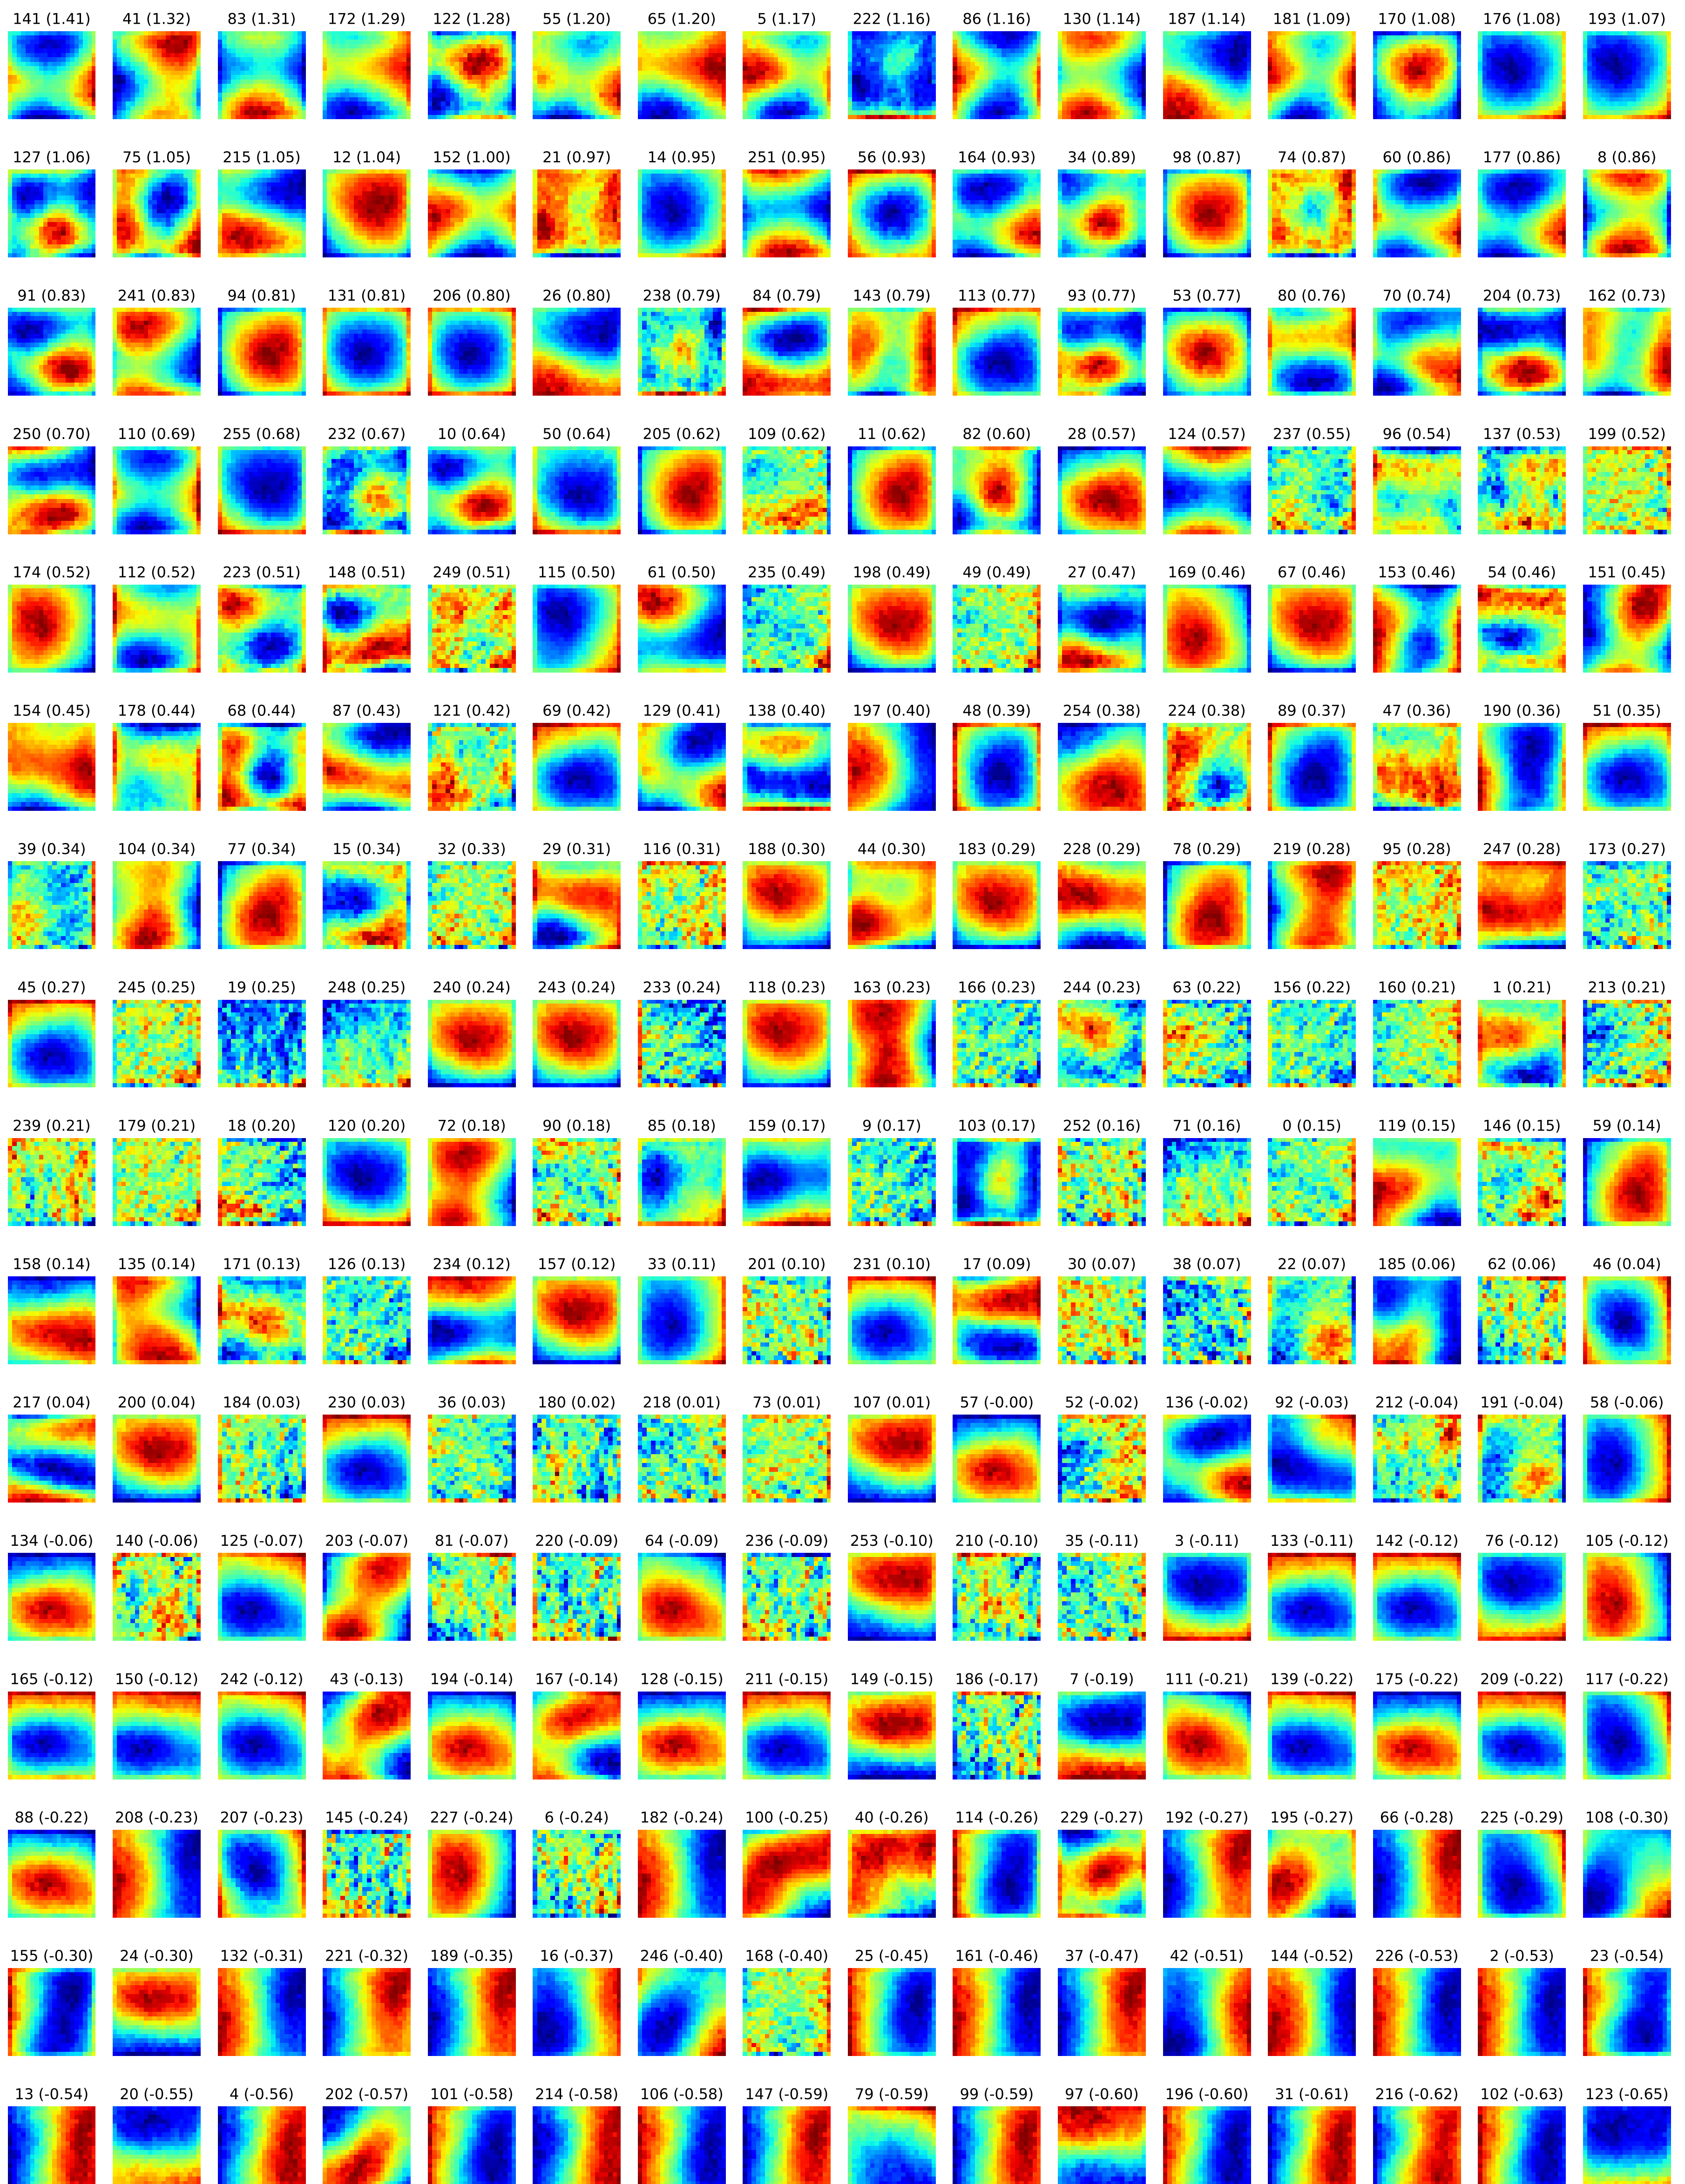 141 (1.41) 41 (1.32) 83 (1.31) 172 (1.29) 122 (1.28) 55 (1.20) 65 (1.20) 5 (1.17) 222 (1.16) 86 (1.16) 130 (1.14) 187 (1.14) 181 (1.09) 170 (1.08) 176 (1.08) 193 (1.07)
127 (1.06) 75 (1.05) 215 (1.05) 12 (1.04) 152 (1.00) 21 (0.97) 14 (0.95) 251 (0.95) 56 (0.93) 164 (0.93) 34 (0.89) 98 (0.87) 74 (0.87) 60 (0.86) 177 (0.86) 8 (0.86)
91 (0.83) 241 (0.83) 94 (0.81) 131 (0.81) 206 (0.80) 26 (0.80) 238 (0.79) 84 (0.79) 143 (0.79) 113 (0.77) 93 (0.77) 53 (0.77) 80 (0.76) 70 (0.74) 204 (0.73) 162 (0.73)
250 (0.70) 110 (0.69) 255 (0.68) 232 (0.67) 10 (0.64) 50 (0.64) 205 (0.62) 109 (0.62) 11 (0.62) 82 (0.60) 28 (0.57) 124 (0.57) 237 (0.55) 96 (0.54) 137 (0.53) 199 (0.52)
174 (0.52) 112 (0.52) 223 (0.51) 148 (0.51) 249 (0.51) 115 (0.50) 61 (0.50) 235 (0.49) 198 (0.49) 49 (0.49) 27 (0.47) 169 (0.46) 67 (0.46) 153 (0.46) 54 (0.46) 151 (0.45)
154 (0.45) 178 (0.44) 68 (0.44) 87 (0.43) 121 (0.42) 69 (0.42) 129 (0.41) 138 (0.40) 197 (0.40) 48 (0.39) 254 (0.38) 224 (0.38) 89 (0.37) 47 (0.36) 190 (0.36) 51 (0.35)
39 (0.34) 104 (0.34) 77 (0.34) 15 (0.34) 32 (0.33) 29 (0.31) 116 (0.31) 188 (0.30) 44 (0.30) 183 (0.29) 228 (0.29) 78 (0.29) 219 (0.28) 95 (0.28) 247 (0.28) 173 (0.27)
45 (0.27) 245 (0.25) 19 (0.25) 248 (0.25) 240 (0.24) 243 (0.24) 233 (0.24) 118 (0.23) 163 (0.23) 166 (0.23) 244 (0.23) 63 (0.22) 156 (0.22) 160 (0.21) 1 (0.21) 213 (0.21)
239 (0.21) 179 (0.21) 18 (0.20) 120 (0.20) 72 (0.18) 90 (0.18) 85 (0.18) 159 (0.17) 9 (0.17) 103 (0.17) 252 (0.16) 71 (0.16) 0 (0.15) 119 (0.15) 146 (0.15) 59 (0.14)
158 (0.14) 135 (0.14) 171 (0.13) 126 (0.13) 234 (0.12) 157 (0.12) 33 (0.11) 201 (0.10) 231 (0.10) 17 (0.09) 30 (0.07) 38 (0.07) 22 (0.07) 185 (0.06) 62 (0.06) 46 (0.04)
217 (0.04) 200 (0.04) 184 (0.03) 230 (0.03) 36 (0.03) 180 (0.02) 218 (0.01) 73 (0.01) 107 (0.01) 57 (-0.00) 52 (-0.02) 136 (-0.02) 92 (-0.03) 212 (-0.04) 191 (-0.04) 58 (-0.06)
134 (-0.06) 140 (-0.06) 125 (-0.07) 203 (-0.07) 81 (-0.07) 220 (-0.09) 64 (-0.09) 236 (-0.09) 253 (-0.10) 210 (-0.10) 35 (-0.11) 3 (-0.11) 133 (-0.11) 142 (-0.12) 76 (-0.12) 105 (-0.12)
165 (-0.12) 150 (-0.12) 242 (-0.12) 43 (-0.13) 194 (-0.14) 167 (-0.14) 128 (-0.15) 211 (-0.15) 149 (-0.15) 186 (-0.17) 7 (-0.19) 111 (-0.21) 139 (-0.22) 175 (-0.22) 209 (-0.22) 117 (-0.22)
88 (-0.22) 208 (-0.23) 207 (-0.23) 145 (-0.24) 227 (-0.24) 6 (-0.24) 182 (-0.24) 100 (-0.25) 40 (-0.26) 114 (-0.26) 229 (-0.27) 192 (-0.27) 195 (-0.27) 66 (-0.28) 225 (-0.29) 108 (-0.30)
155 (-0.30) 24 (-0.30) 132 (-0.31) 221 (-0.32) 189 (-0.35) 16 (-0.37) 246 (-0.40) 168 (-0.40) 25 (-0.45) 161 (-0.46) 37 (-0.47) 42 (-0.51) 144 (-0.52) 226 (-0.53) 2 (-0.53) 23 (-0.54)
13 (-0.54) 20 (-0.55) 4 (-0.56) 202 (-0.57) 101 (-0.58) 214 (-0.58) 106 (-0.58) 147 (-0.59) 79 (-0.59) 99 (-0.59) 97 (-0.60) 196 (-0.60) 31 (-0.61) 216 (-0.62) 102 (-0.63) 123 (-0.65)